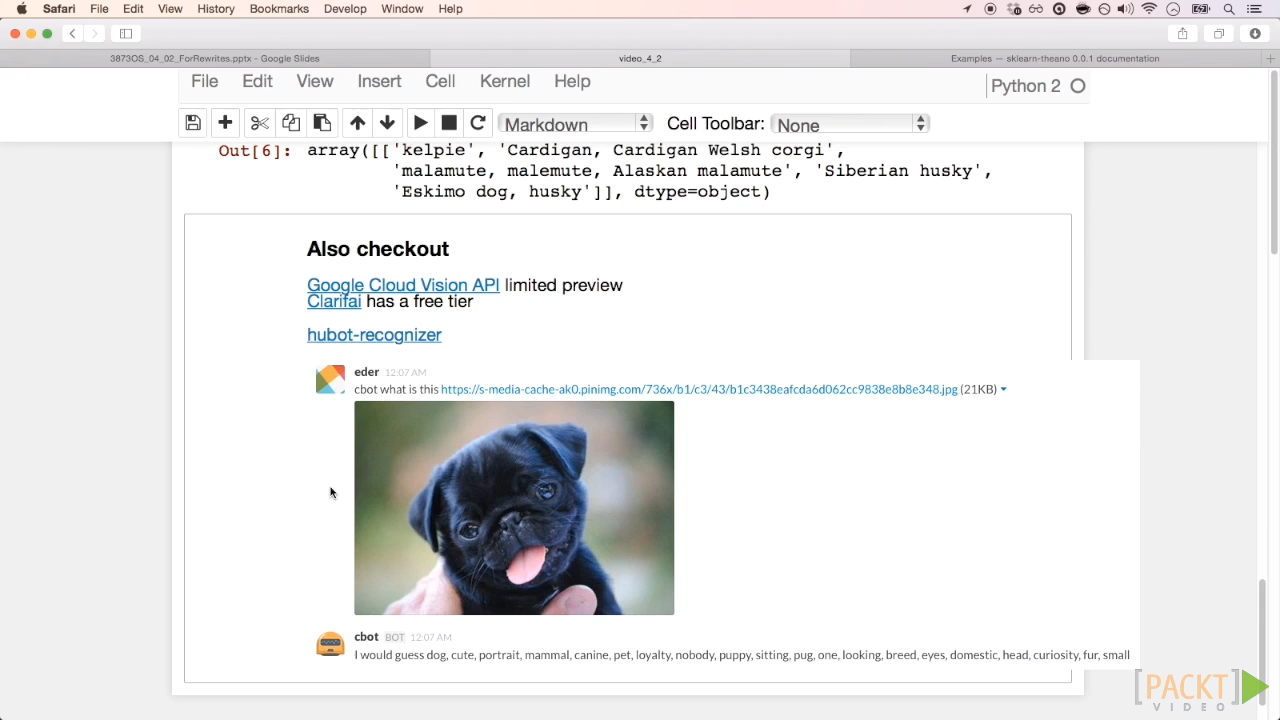 Safari File Edit View History Bookmarks Develop Window Help
3873OS_04_02_ForRewrites.pptx - Google Slides
video_4_2
Examples — sklearn-theano 0.0.1 documentation
File Edit View Insert Cell Kernel Help
Python 2
Markdown
Cell Toolbar:
None
Out[6]: array([['kelpie', 'Cardigan, Cardigan Welsh corgi',
'malamute, malemute, Alaskan malamute', 'Siberian husky',
'Eskimo dog, husky']], dtype=object)
Also checkout
Google Cloud Vision API limited preview
Clarifai has a free tier
hubot-recognizer
eder 12:07 AM
cbot what is this https://s-media-cache-ak0.pinimg.com/736x/b1/c3/43/b1c3438eafcda6d062cc9838e8b8e348.jpg (21KB)
cbot BOT 12:07 AM
I would guess dog, cute, portrait, mammal, canine, pet, loyalty, nobody, puppy, sitting, pug, one, looking, breed, eyes, domestic, head, curiosity, fur, small
[PACKT]
VIDEO